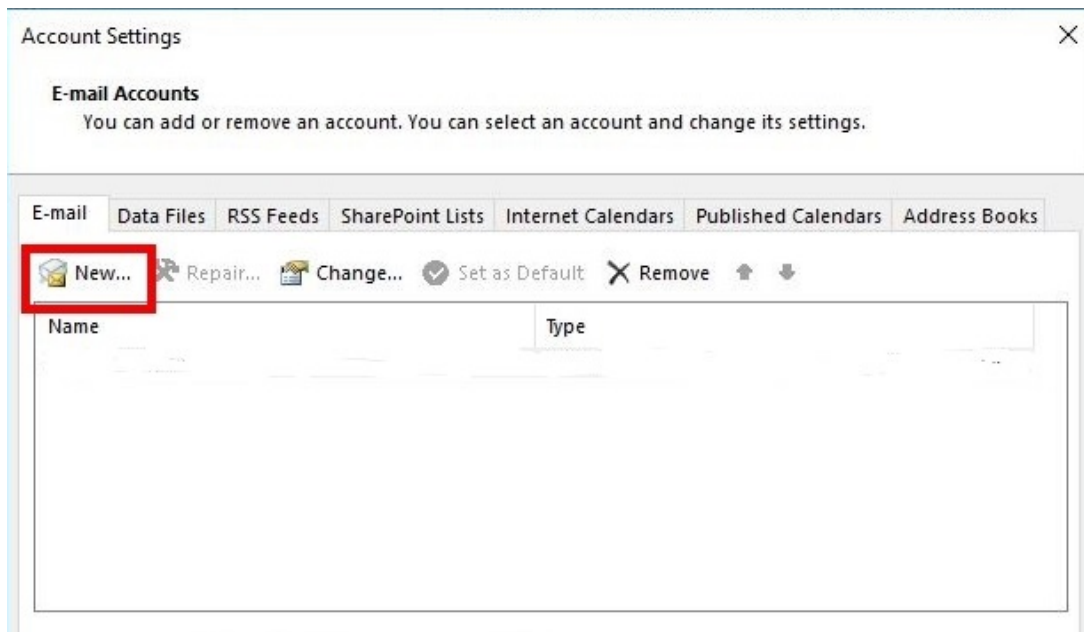 Account Settings
E-mail Accounts
You can add or remove an account. You can select an account and change its settings.
E-mail Data Files RSS Feeds SharePoint Lists Internet Calendars Published Calendars Address Books
New... Repair... Change... Set as Default Remove
Name Type